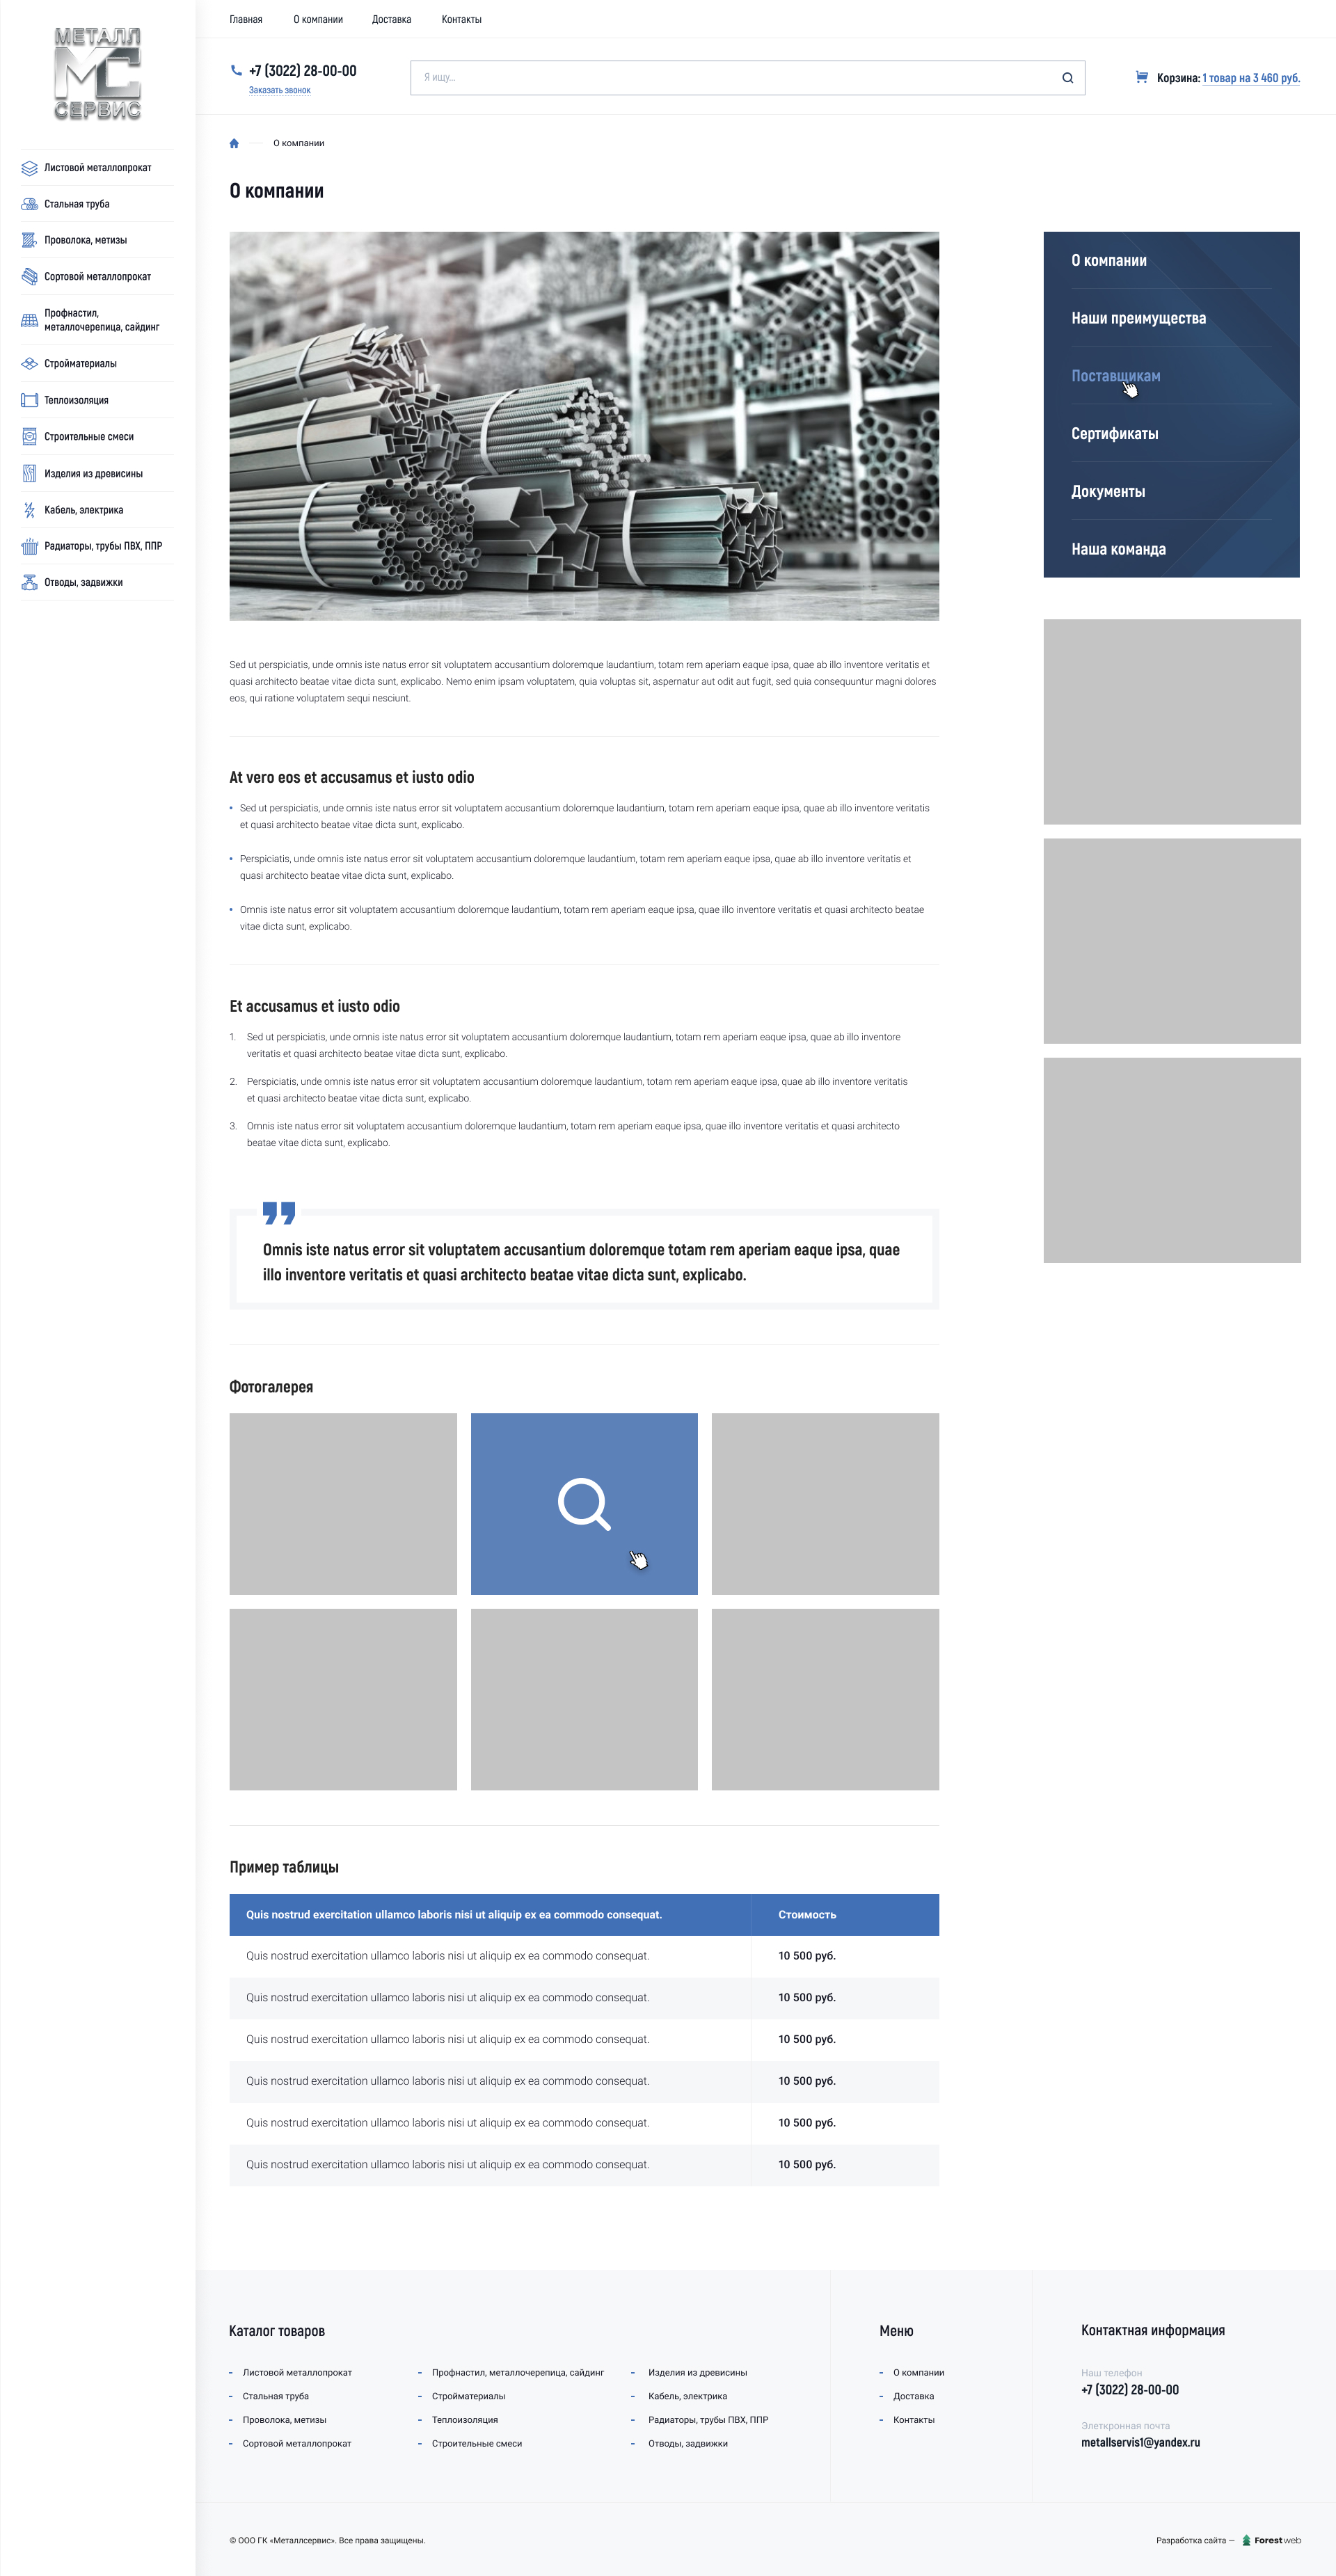 МЕТАЛЛ
МС
СЕРВИС
Листовой металлопрокат
Стальная труба
Проволока, метизы
Сортовой металлопрокат
Профнастил,
металлочерепица, сайдинг
Стройматериалы
Теплоизоляция
Строительные смеси
Изделия из древисины
Кабель, электрика
Радиаторы, трубы ПВХ, ППР
Отводы, задвижки
Главная О компании Доставка Контакты
+7 (3022) 28-00-00
Заказать звонок
Я ищу...
Корзина: 1 товар на 3 460 руб.
О компании
О компании
Sed ut perspiciatis, unde omnis iste natus error sit voluptatem accusantium doloremque laudantium, totam rem aperiam eaque ipsa, quae ab illo inventore veritatis et
quasi architecto beatae vitae dicta sunt, explicabo. Nemo enim ipsam voluptatem, quia voluptas sit, aspernatur aut odit aut fugit, sed quia consequuntur magni dolores
eos, qui ratione voluptatem sequi nesciunt.
At vero eos et accusamus et iusto odio
Sed ut perspiciatis, unde omnis iste natus error sit voluptatem accusantium doloremque laudantium, totam rem aperiam eaque ipsa, quae ab illo inventore veritatis
et quasi architecto beatae vitae dicta sunt, explicabo.
Perspiciatis, unde omnis iste natus error sit voluptatem accusantium doloremque laudantium, totam rem aperiam eaque ipsa, quae ab illo inventore veritatis et
quasi architecto beatae vitae dicta sunt, explicabo.
Omnis iste natus error sit voluptatem accusantium doloremque laudantium, totam rem aperiam eaque ipsa, quae illo inventore veritatis et quasi architecto beatae
vitae dicta sunt, explicabo.
Et accusamus et iusto odio
1. Sed ut perspiciatis, unde omnis iste natus error sit voluptatem accusantium doloremque laudantium, totam rem aperiam eaque ipsa, quae ab illo inventore
veritatis et quasi architecto beatae vitae dicta sunt, explicabo.
2. Perspiciatis, unde omnis iste natus error sit voluptatem accusantium doloremque laudantium, totam rem aperiam eaque ipsa, quae ab illo inventore veritatis
et quasi architecto beatae vitae dicta sunt, explicabo.
3. Omnis iste natus error sit voluptatem accusantium doloremque laudantium, totam rem aperiam eaque ipsa, quae illo inventore veritatis et quasi architecto
beatae vitae dicta sunt, explicabo.
Omnis iste natus error sit voluptatem accusantium doloremque totam rem aperiam eaque ipsa, quae
illo inventore veritatis et quasi architecto beatae vitae dicta sunt, explicabo.
Фотогалерея
Пример таблицы
Quis nostrud exercitation ullamco laboris nisi ut aliquip ex ea commodo consequat. Стоимость
Quis nostrud exercitation ullamco laboris nisi ut aliquip ex ea commodo consequat. 10 500 руб.
Quis nostrud exercitation ullamco laboris nisi ut aliquip ex ea commodo consequat. 10 500 руб.
Quis nostrud exercitation ullamco laboris nisi ut aliquip ex ea commodo consequat. 10 500 руб.
Quis nostrud exercitation ullamco laboris nisi ut aliquip ex ea commodo consequat. 10 500 руб.
Quis nostrud exercitation ullamco laboris nisi ut aliquip ex ea commodo consequat. 10 500 руб.
Quis nostrud exercitation ullamco laboris nisi ut aliquip ex ea commodo consequat. 10 500 руб.
О компании
Наши преимущества
Поставщикам
Сертификаты
Документы
Наша команда
Каталог товаров
Листовой металлопрокат
Стальная труба
Проволока, метизы
Сортовой металлопрокат
Профнастил, металлочерепица, сайдинг
Стройматериалы
Теплоизоляция
Строительные смеси
Изделия из древисины
Кабель, электрика
Радиаторы, трубы ПВХ, ППР
Отводы, задвижки
Меню
О компании
Доставка
Контакты
Контактная информация
Наш телефон
+7 (3022) 28-00-00
Элеткронная почта
metallservis1@yandex.ru
© ООО ГК «Металлсервис». Все права защищены.
Разработка сайта — Forestweb